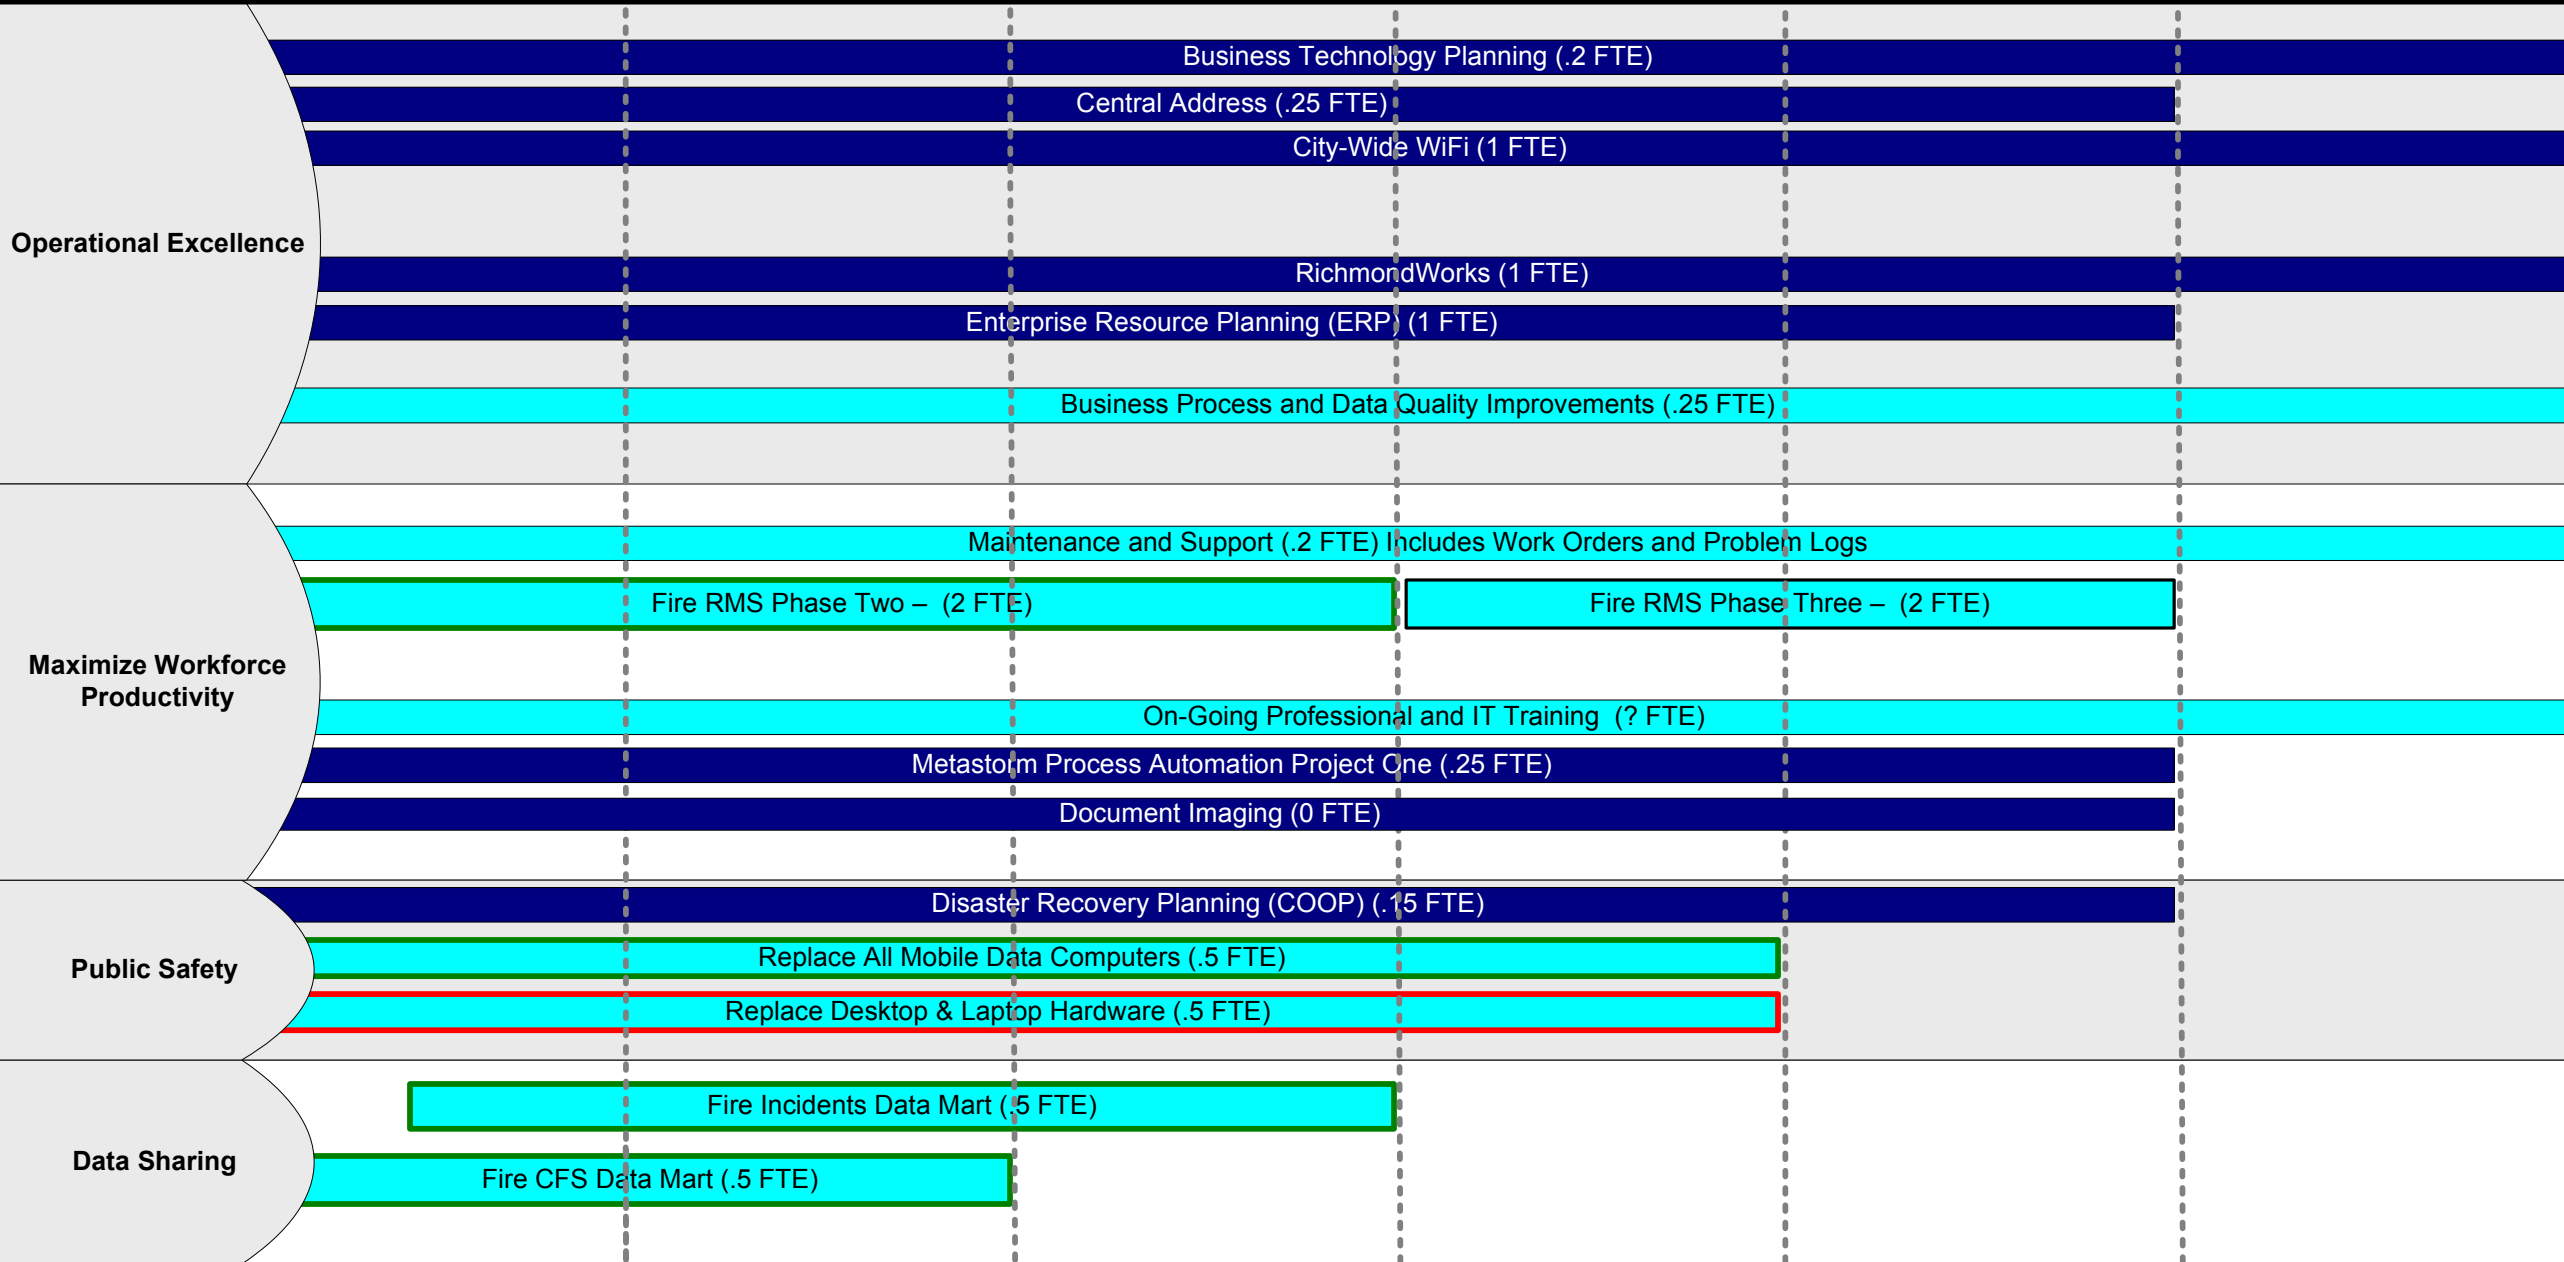 Business Technology Planning (.2 FTE)
Central Address (.25 FTE)
City-Wide WiFi (1 FTE)
Operational Excellence
RichmondWorks (1 FTE)
Enterprise Resource Planning (ERP) (1 FTE)
Business Process and Data Quality Improvements (.25 FTE)
Maintenance and Support (.2 FTE) Includes Work Orders and Problem Logs
Fire RMS Phase Two – (2 FTE)
Fire RMS Phase Three – (2 FTE)
Maximize Workforce
Productivity
On-Going Professional and IT Training (? FTE)
Metastorm Process Automation Project One (.25 FTE)
Document Imaging (0 FTE)
Disaster Recovery Planning (COOP) (.15 FTE)
Replace All Mobile Data Computers (.5 FTE)
Public Safety
Replace Desktop & Laptop Hardware (.5 FTE)
Fire Incidents Data Mart (.5 FTE)
Data Sharing
Fire CFS Data Mart (.5 FTE)